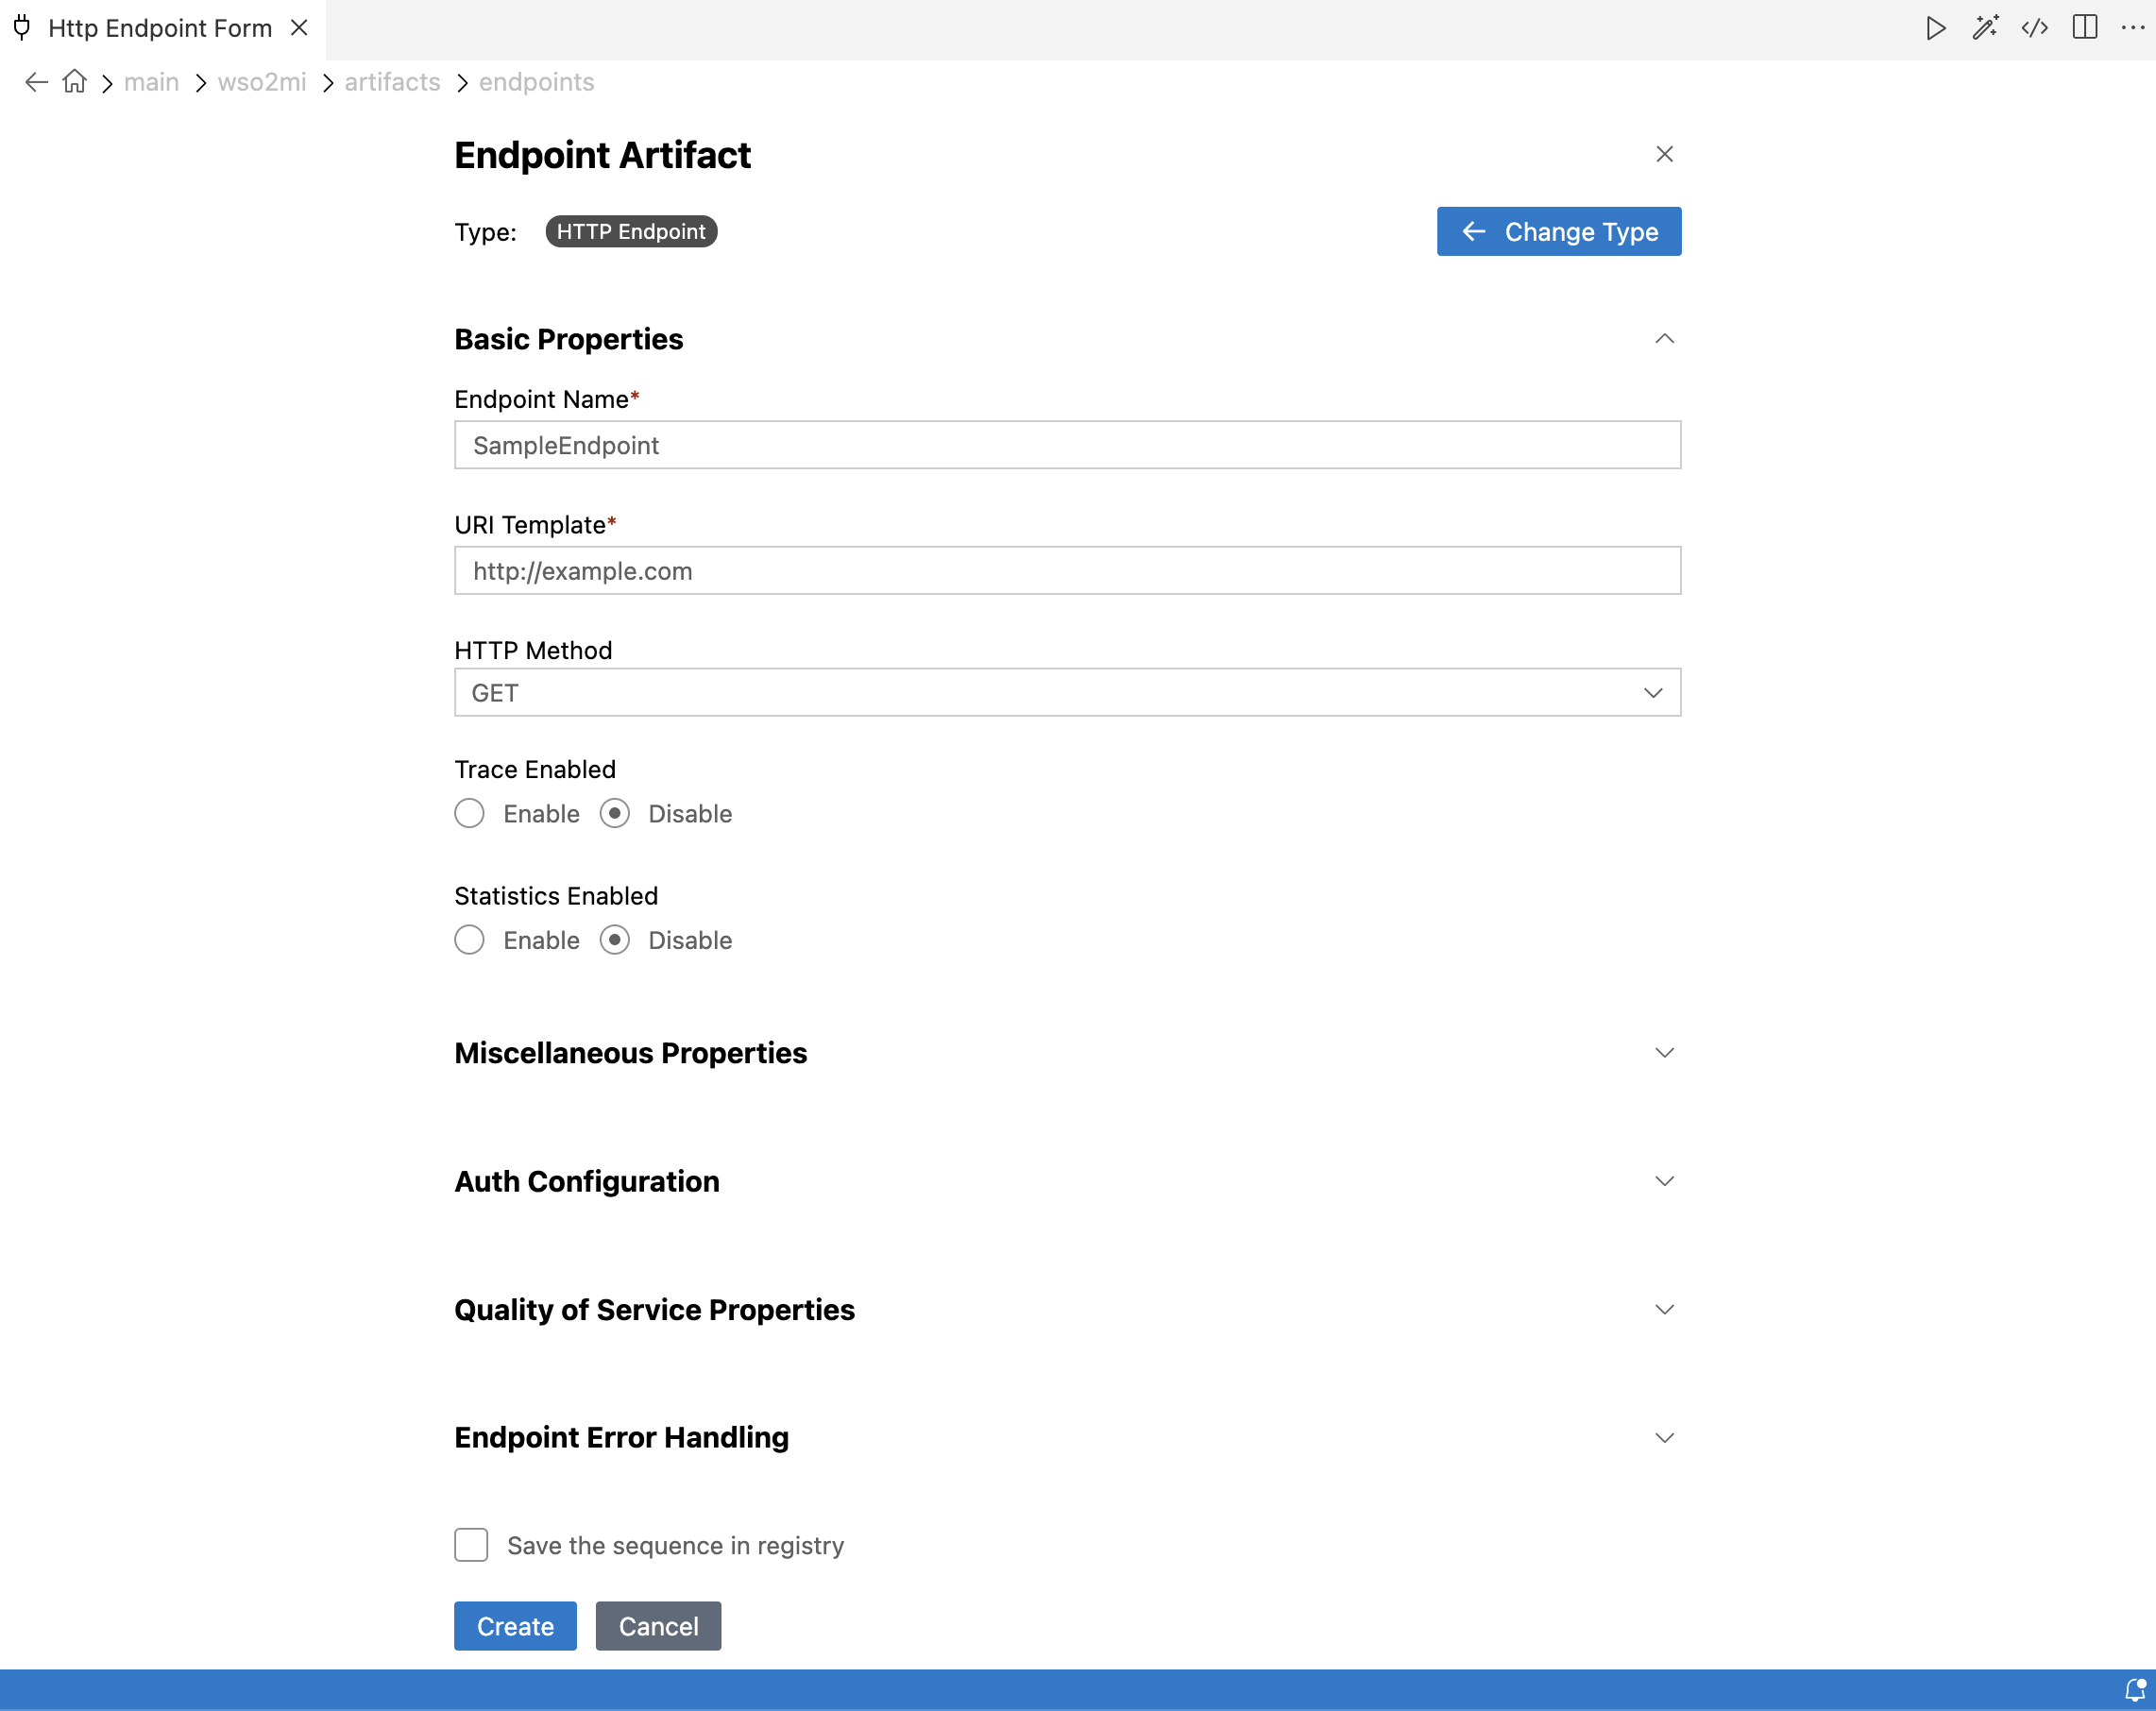 Http Endpoint Form
main wso2mi artifacts endpoints
Endpoint Artifact
Type: HTTP Endpoint Change Type
Basic Properties
Endpoint Name*
SampleEndpoint
URI Template*
http://example.com
HTTP Method
GET
Trace Enabled
Enable Disable
Statistics Enabled
Enable Disable
Miscellaneous Properties
Auth Configuration
Quality of Service Properties
Endpoint Error Handling
Save the sequence in registry
Create Cancel